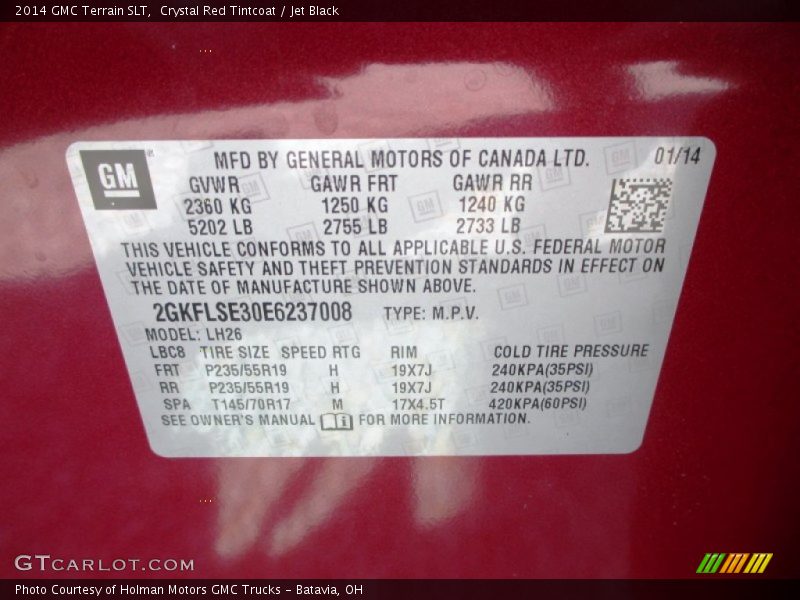 2014 GMC Terrain SLT,  Crystal Red Tintcoat / Jet Black
GM
MFD BY GENERAL MOTORS OF CANADA LTD. 01/14
GVWR GAWR FRT GAWR RR
2360 KG 1250 KG 1240 KG
5202 LB 2755 LB 2733 LB
THIS VEHICLE CONFORMS TO ALL APPLICABLE U.S. FEDERAL MOTOR
VEHICLE SAFETY AND THEFT PREVENTION STANDARDS IN EFFECT ON
THE DATE OF MANUFACTURE SHOWN ABOVE.
2GKFLSE30E6237008 TYPE: M.P.V.
MODEL: LH26
LBC8 TIRE SIZE SPEED RTG RIM COLD TIRE PRESSURE
FRT P235/55R19 H 19X7J 240KPA(35PSI)
RR P235/55R19 H 19X7J 240KPA(35PSI)
SPA T145/70R17 M 17X4.5T 420KPA(60PSI)
SEE OWNER'S MANUAL FOR MORE INFORMATION.
GTCARLOT.COM
Photo Courtesy of Holman Motors GMC Trucks – Batavia, OH